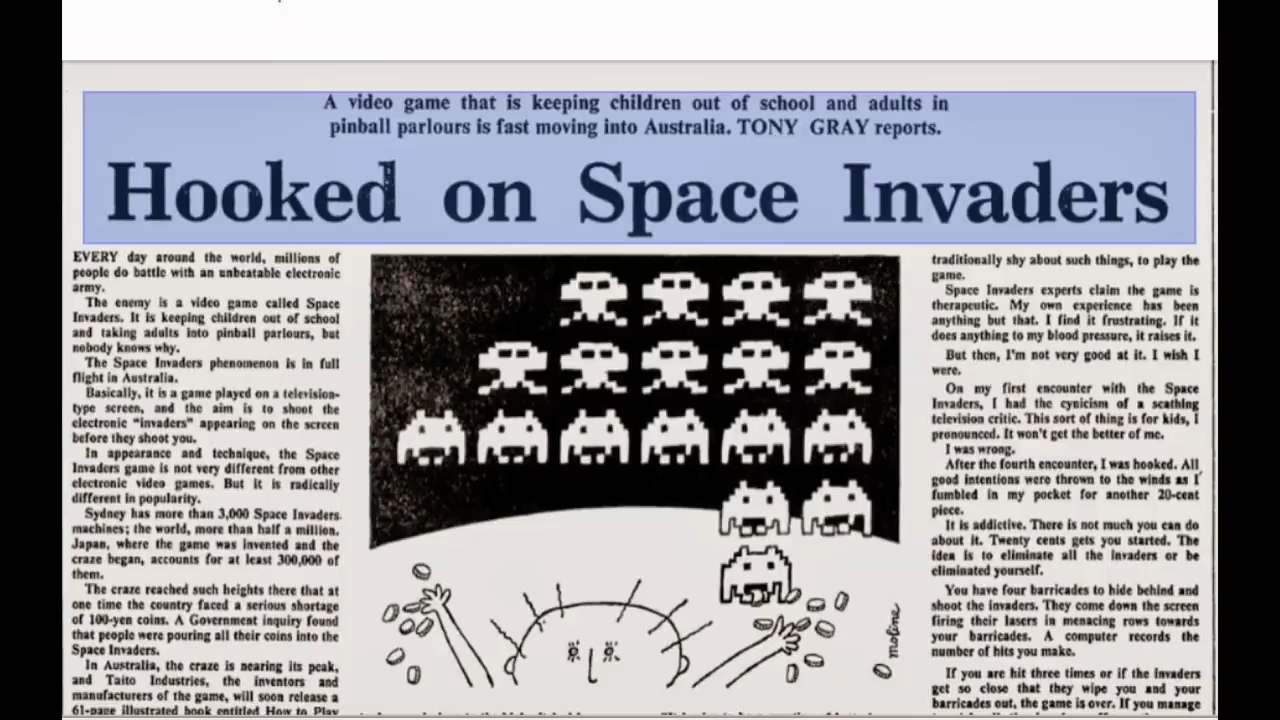 A video game that is keeping children out of school and adults in
pinball parlours is fast moving into Australia. TONY GRAY reports.
Hooked on Space Invaders
EVERY day around the world, millions of
people do battle with an unbeatable electronic
army.
The enemy is a video game called Space
Invaders. It is keeping children out of school
and taking adults into pinball parlours, but
nobody knows why.
The Space Invaders phenomenon is in full
flight in Australia.
Basically, it is a game played on a television-
type screen, and the aim is to shoot the
electronic "invaders" appearing on the screen
before they shoot you.
In appearance and technique, the Space
Invaders game is not very different from other
electronic video games. But it is radically
different in popularity.
Sydney has more than 3,000 Space Invaders
machines; the world, more than half a million.
Japan, where the game was invented and the
craze began, accounts for at least 300,000 of
them.
The craze reached such heights there that at
one time the country faced a serious shortage
of 100-yen coins. A Government inquiry found
that people were pouring all their coins into the
Space Invaders.
In Australia, the craze is nearing its peak,
and Taito Industries, the inventors and
manufacturers of the game, will soon release a
61-page illustrated book entitled How to Play
moline
traditionally shy about such things, to play the
game.
Space Invaders experts claim the game is
therapeutic. My own experience has been
anything but that. I find it frustrating. If it
does anything to my blood pressure, it raises it.
But then, I'm not very good at it. I wish I
were.
On my first encounter with the Space
Invaders, I had the cynicism of a scathing
television critic. This sort of thing is for kids, I
pronounced. It won't get the better of me.
I was wrong.
After the fourth encounter, I was hooked. All
good intentions were thrown to the winds as I
fumbled in my pocket for another 20-cent
piece.
It is addictive. There is not much you can do
about it. Twenty cents gets you started. The
idea is to eliminate all the invaders or be
eliminated yourself.
You have four barricades to hide behind and
shoot the invaders. They come down the screen
firing their lasers in menacing rows towards
your barricades. A computer records the
number of hits you make.
If you are hit three times or if the invaders
get so close that they wipe you and your
barricades out, the game is over. If you manage